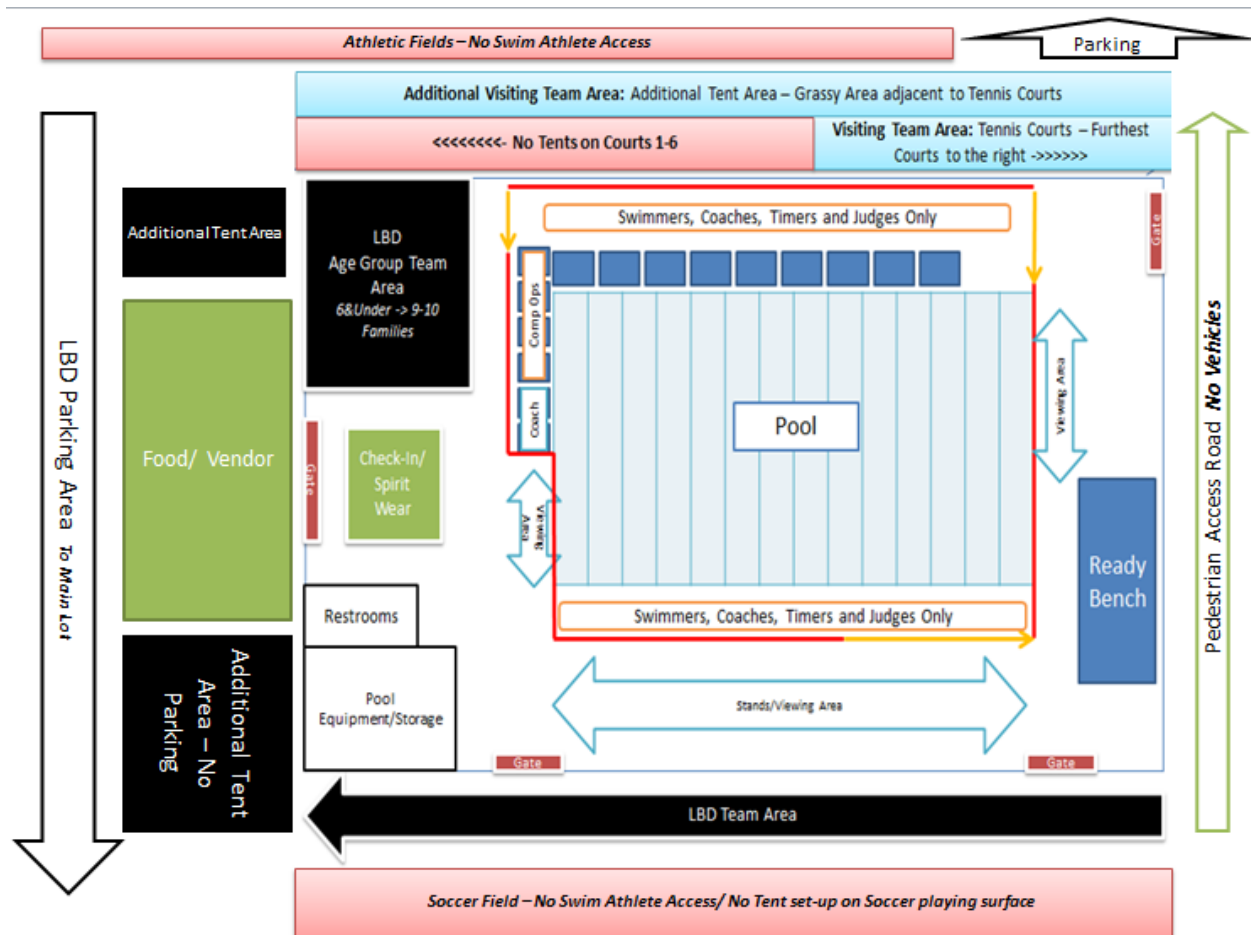 Athletic Fields – No Swim Athlete Access
Parking
Additional Visiting Team Area: Additional Tent Area – Grassy Area adjacent to Tennis Courts
<<<<<<<<- No Tents on Courts 1-6
Visiting Team Area: Tennis Courts – Furthest
Courts to the right ->>>>>>
LBD Parking Area To Main Lot
Additional Tent Area
LBD
Age Group Team
Area
6&Under -> 9-10
Families
Swimmers, Coaches, Timers and Judges Only
Gate
Comp Ops
Coach
Viewing Area
Pool
Pedestrian Access Road No Vehicles
Food/ Vendor
Gate
Check-In/
Spirit
Wear
Viewing
Area
Ready
Bench
Restrooms
Swimmers, Coaches, Timers and Judges Only
Additional Tent
Area – No
Parking
Pool
Equipment/Storage
Stands/Viewing Area
Gate
Gate
LBD Team Area
Soccer Field – No Swim Athlete Access/ No Tent set-up on Soccer playing surface